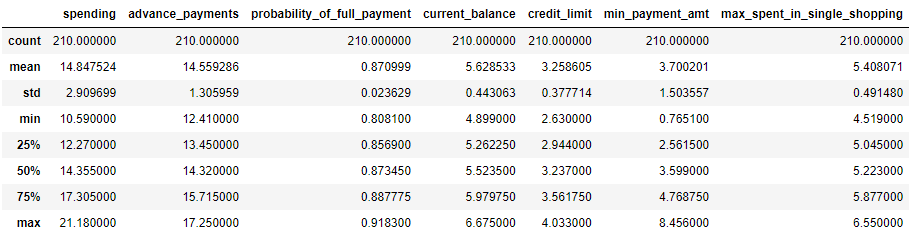 spending advance_payments probability_of_full_payment current_balance credit_limit min_payment_amt max_spent_in_single_shopping
count 210.000000 210.000000 210.000000 210.000000 210.000000 210.000000 210.000000
mean 14.847524 14.559286 0.870999 5.628533 3.258605 3.700201 5.408071
std 2.909699 1.305959 0.023629 0.443063 0.377714 1.503557 0.491480
min 10.590000 12.410000 0.808100 4.899000 2.630000 0.765100 4.519000
25% 12.270000 13.450000 0.856900 5.262250 2.944000 2.561500 5.045000
50% 14.355000 14.320000 0.873450 5.523500 3.237000 3.599000 5.223000
75% 17.305000 15.715000 0.887775 5.979750 3.561750 4.768750 5.877000
max 21.180000 17.250000 0.918300 6.675000 4.033000 8.456000 6.550000